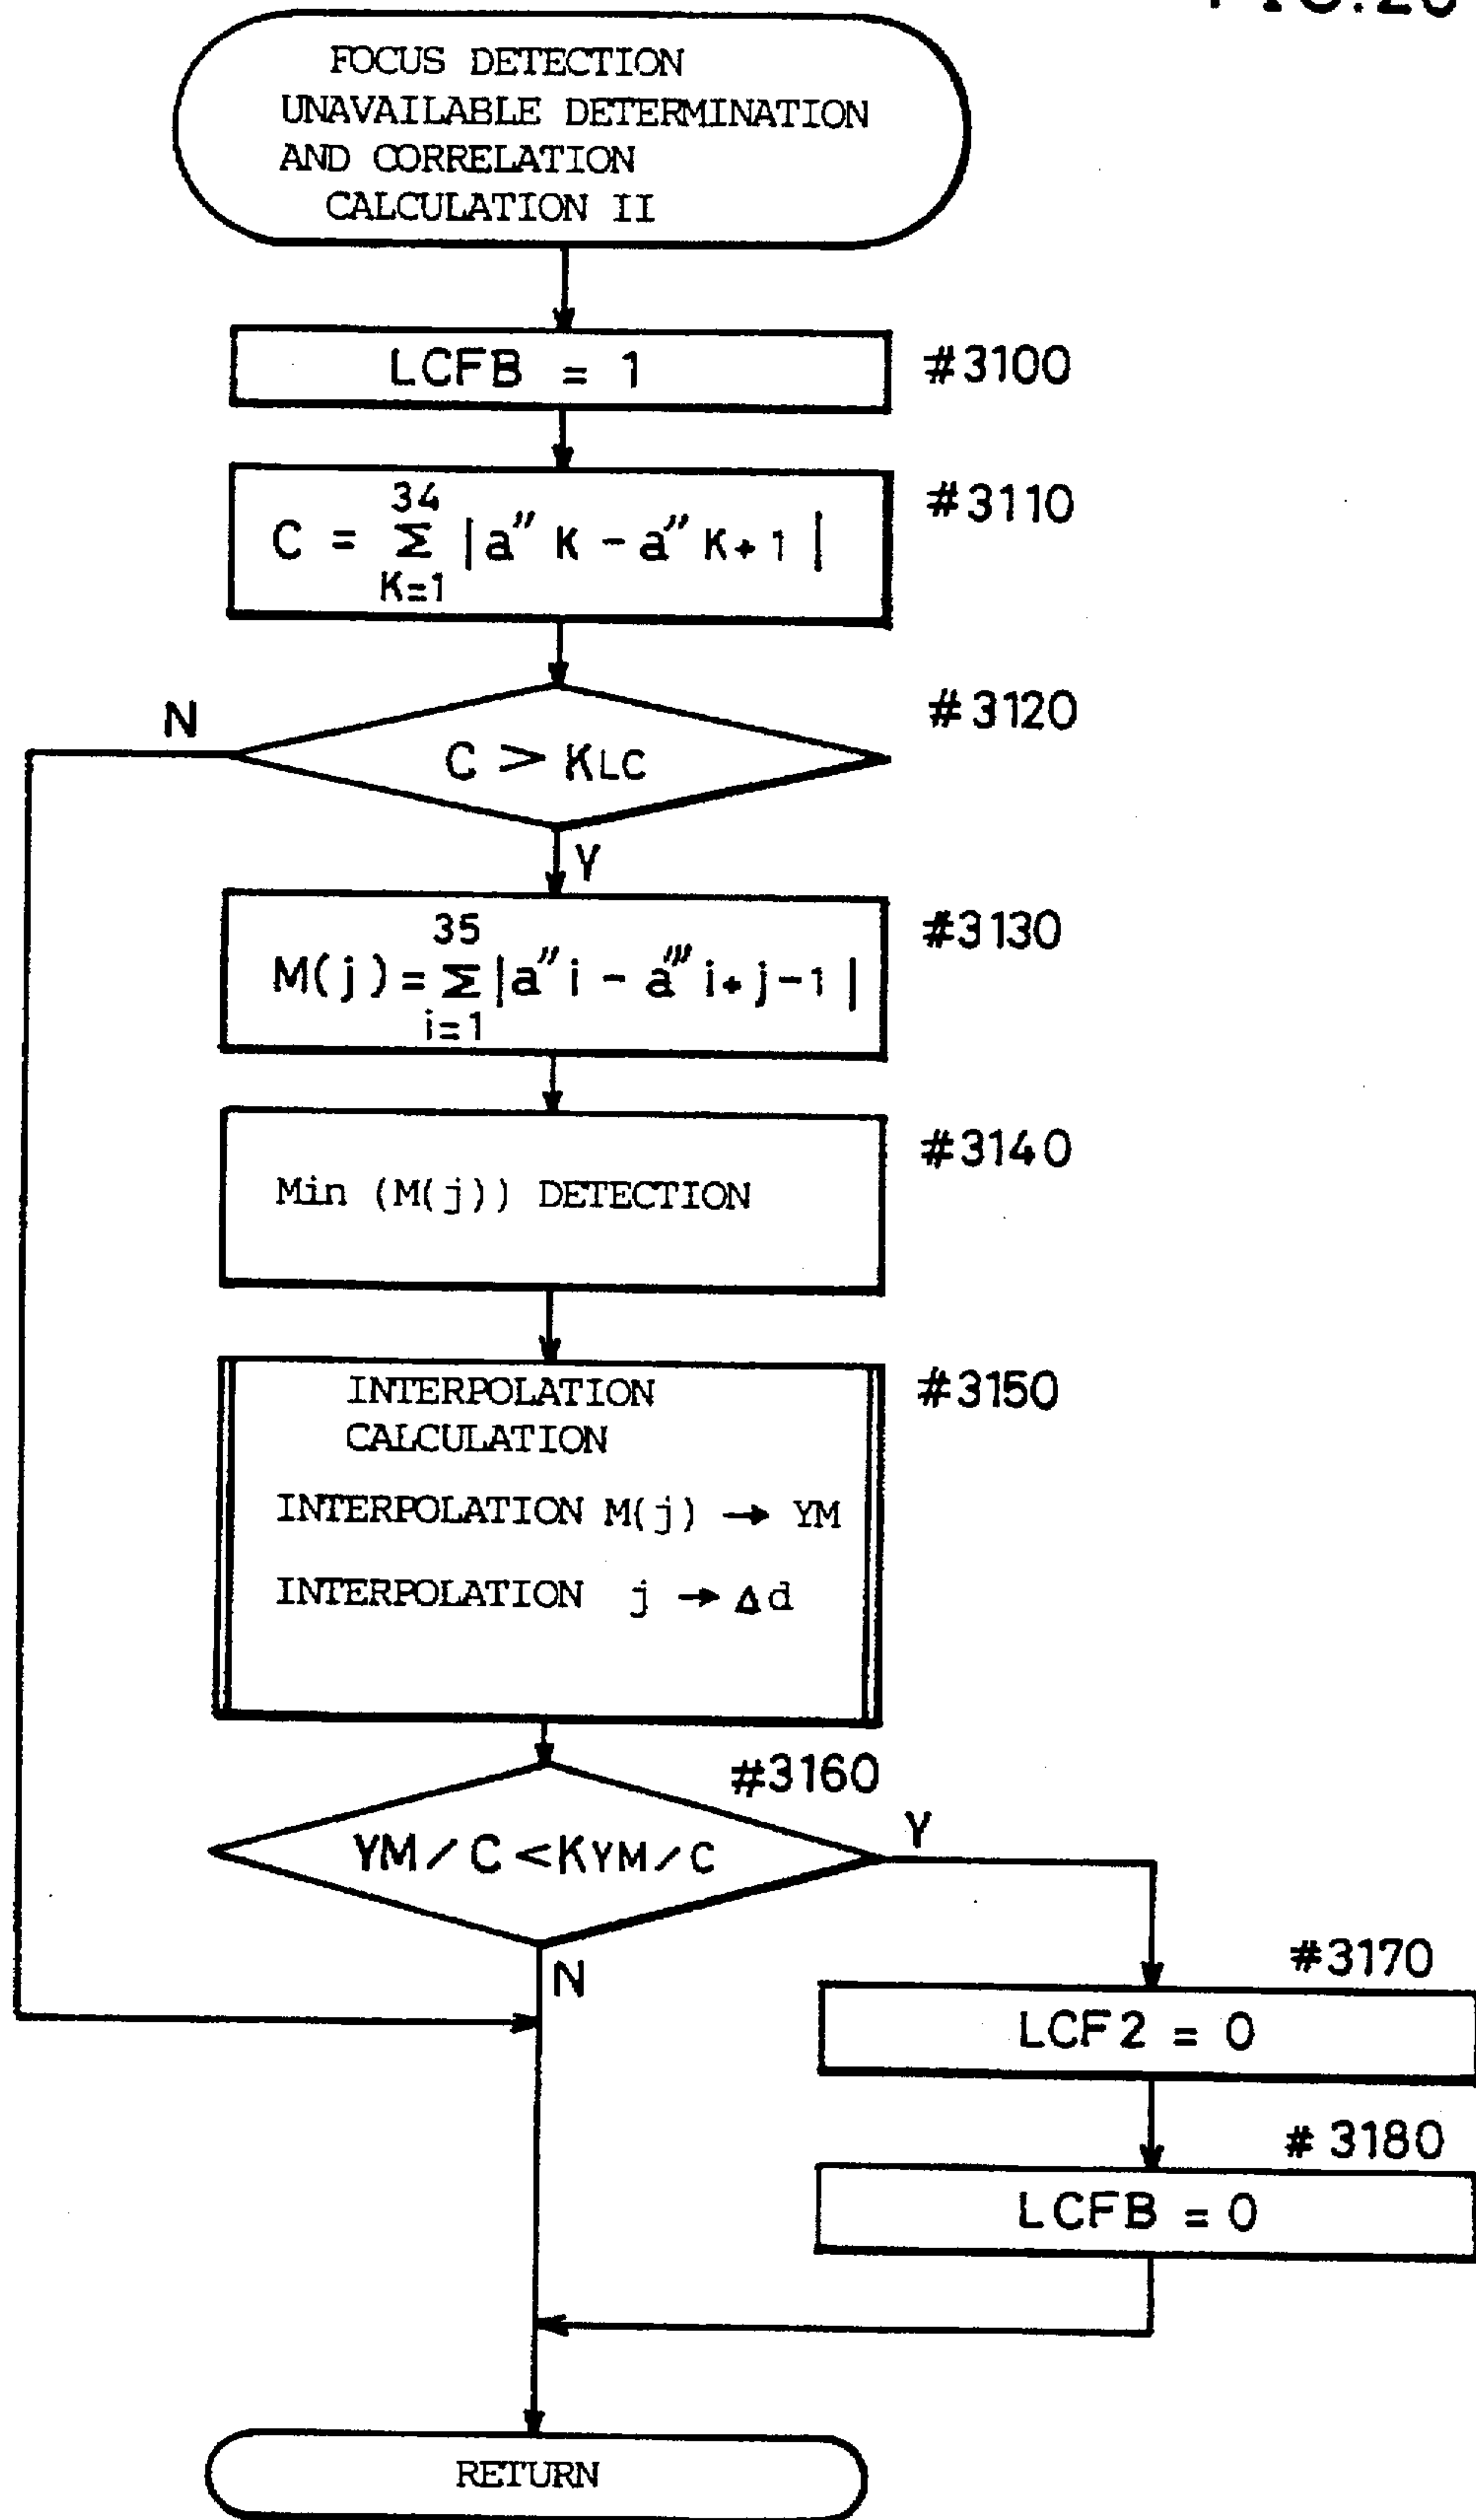 FOCUS DETECTION
UNAVAILABLE DETERMINATION
AND CORRELATION
CALCULATION II
LCFB = 1
#3100
34
C = Σ |a″ K - a″ K+1|
K=1
#3110
#3120
N
C > KLC
Y
35
M(j)=Σ|a″i - a‴i+j-1|
i=1
#3130
#3140
Min (M(j)) DETECTION
#3150
INTERPOLATION
CALCULATION
INTERPOLATION M(j) → YM
INTERPOLATION j → Δd
#3160
YM/C<KYM/C
Y
N
#3170
LCF2 = 0
#3180
LCFB = 0
RETURN